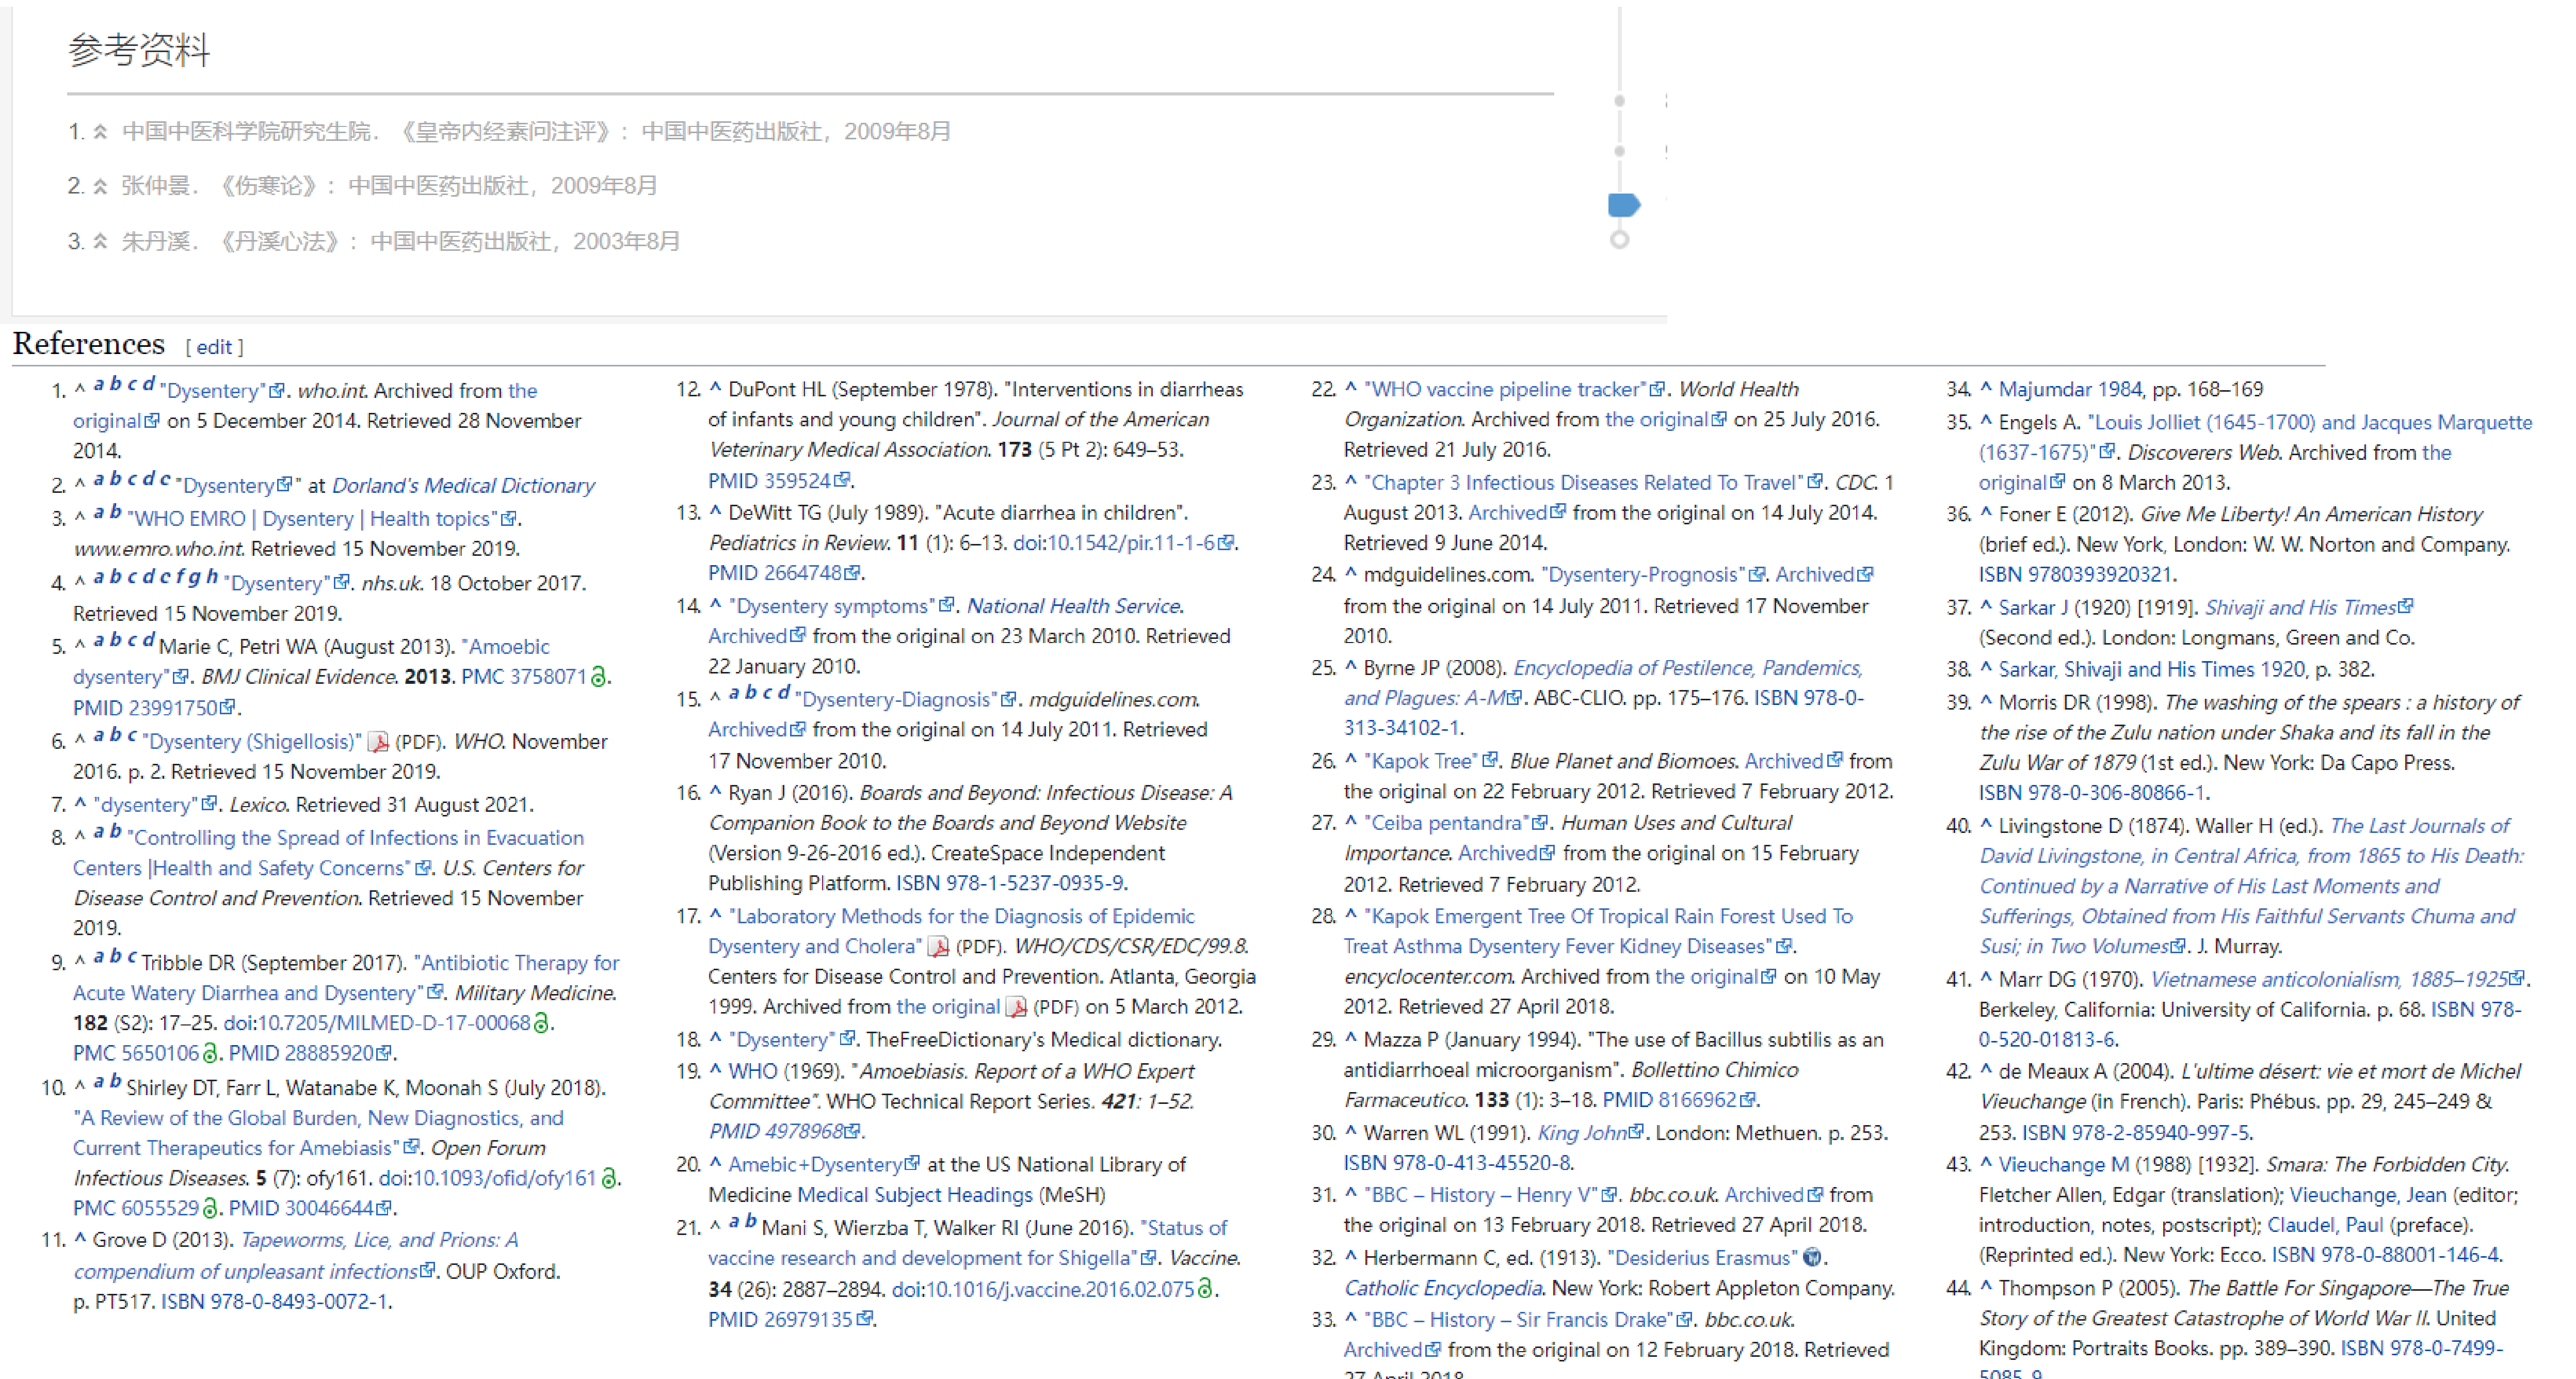 参考资料
1. 中国中医科学院研究生院．《皇帝内经素问注评》：中国中医药出版社，2009年8月
2. 张仲景．《伤寒论》：中国中医药出版社，2009年8月
3. 朱丹溪．《丹溪心法》：中国中医药出版社，2003年8月
References [ edit ]
1. ^ a b c d "Dysentery". who.int. Archived from the
original on 5 December 2014. Retrieved 28 November
2014.
2. ^ a b c d e "Dysentery" at Dorland's Medical Dictionary
3. ^ a b "WHO EMRO | Dysentery | Health topics".
www.emro.who.int. Retrieved 15 November 2019.
4. ^ a b c d e f g h "Dysentery". nhs.uk. 18 October 2017.
Retrieved 15 November 2019.
5. ^ a b c d Marie C, Petri WA (August 2013). "Amoebic
dysentery". BMJ Clinical Evidence. 2013. PMC 3758071.
PMID 23991750.
6. ^ a b c "Dysentery (Shigellosis)" (PDF). WHO. November
2016. p. 2. Retrieved 15 November 2019.
7. ^ "dysentery". Lexico. Retrieved 31 August 2021.
8. ^ a b "Controlling the Spread of Infections in Evacuation
Centers |Health and Safety Concerns". U.S. Centers for
Disease Control and Prevention. Retrieved 15 November
2019.
9. ^ a b c Tribble DR (September 2017). "Antibiotic Therapy for
Acute Watery Diarrhea and Dysentery". Military Medicine.
182 (S2): 17–25. doi:10.7205/MILMED-D-17-00068.
PMC 5650106. PMID 28885920.
10. ^ a b Shirley DT, Farr L, Watanabe K, Moonah S (July 2018).
"A Review of the Global Burden, New Diagnostics, and
Current Therapeutics for Amebiasis". Open Forum
Infectious Diseases. 5 (7): ofy161. doi:10.1093/ofid/ofy161.
PMC 6055529. PMID 30046644.
11. ^ Grove D (2013). Tapeworms, Lice, and Prions: A
compendium of unpleasant infections. OUP Oxford.
p. PT517. ISBN 978-0-8493-0072-1.
12. ^ DuPont HL (September 1978). "Interventions in diarrheas
of infants and young children". Journal of the American
Veterinary Medical Association. 173 (5 Pt 2): 649–53.
PMID 359524.
13. ^ DeWitt TG (July 1989). "Acute diarrhea in children".
Pediatrics in Review. 11 (1): 6–13. doi:10.1542/pir.11-1-6.
PMID 2664748.
14. ^ "Dysentery symptoms". National Health Service.
Archived from the original on 23 March 2010. Retrieved
22 January 2010.
15. ^ a b c d "Dysentery-Diagnosis". mdguidelines.com.
Archived from the original on 14 July 2011. Retrieved
17 November 2010.
16. ^ Ryan J (2016). Boards and Beyond: Infectious Disease: A
Companion Book to the Boards and Beyond Website
(Version 9-26-2016 ed.). CreateSpace Independent
Publishing Platform. ISBN 978-1-5237-0935-9.
17. ^ "Laboratory Methods for the Diagnosis of Epidemic
Dysentery and Cholera" (PDF). WHO/CDS/CSR/EDC/99.8.
Centers for Disease Control and Prevention. Atlanta, Georgia
1999. Archived from the original (PDF) on 5 March 2012.
18. ^ "Dysentery". TheFreeDictionary's Medical dictionary.
19. ^ WHO (1969). "Amoebiasis. Report of a WHO Expert
Committee". WHO Technical Report Series. 421: 1–52.
PMID 4978968.
20. ^ Amebic+Dysentery at the US National Library of
Medicine Medical Subject Headings (MeSH)
21. ^ a b Mani S, Wierzba T, Walker RI (June 2016). "Status of
vaccine research and development for Shigella". Vaccine.
34 (26): 2887–2894. doi:10.1016/j.vaccine.2016.02.075.
PMID 26979135.
22. ^ "WHO vaccine pipeline tracker". World Health
Organization. Archived from the original on 25 July 2016.
Retrieved 21 July 2016.
23. ^ "Chapter 3 Infectious Diseases Related To Travel". CDC. 1
August 2013. Archived from the original on 14 July 2014.
Retrieved 9 June 2014.
24. ^ mdguidelines.com. "Dysentery-Prognosis". Archived
from the original on 14 July 2011. Retrieved 17 November
2010.
25. ^ Byrne JP (2008). Encyclopedia of Pestilence, Pandemics,
and Plagues: A-M. ABC-CLIO. pp. 175–176. ISBN 978-0-
313-34102-1.
26. ^ "Kapok Tree". Blue Planet and Biomoes. Archived from
the original on 22 February 2012. Retrieved 7 February 2012.
27. ^ "Ceiba pentandra". Human Uses and Cultural
Importance. Archived from the original on 15 February
2012. Retrieved 7 February 2012.
28. ^ "Kapok Emergent Tree Of Tropical Rain Forest Used To
Treat Asthma Dysentery Fever Kidney Diseases".
encyclocenter.com. Archived from the original on 10 May
2012. Retrieved 27 April 2018.
29. ^ Mazza P (January 1994). "The use of Bacillus subtilis as an
antidiarrhoeal microorganism". Bollettino Chimico
Farmaceutico. 133 (1): 3–18. PMID 8166962.
30. ^ Warren WL (1991). King John. London: Methuen. p. 253.
ISBN 978-0-413-45520-8.
31. ^ "BBC – History – Henry V". bbc.co.uk. Archived from
the original on 13 February 2018. Retrieved 27 April 2018.
32. ^ Herbermann C, ed. (1913). "Desiderius Erasmus".
Catholic Encyclopedia. New York: Robert Appleton Company.
33. ^ "BBC – History – Sir Francis Drake". bbc.co.uk.
Archived from the original on 12 February 2018. Retrieved
27 April 2018
34. ^ Majumdar 1984, pp. 168–169
35. ^ Engels A. "Louis Jolliet (1645-1700) and Jacques Marquette
(1637-1675)". Discoverers Web. Archived from the
original on 8 March 2013.
36. ^ Foner E (2012). Give Me Liberty! An American History
(brief ed.). New York, London: W. W. Norton and Company.
ISBN 9780393920321.
37. ^ Sarkar J (1920) [1919]. Shivaji and His Times
(Second ed.). London: Longmans, Green and Co.
38. ^ Sarkar, Shivaji and His Times 1920, p. 382.
39. ^ Morris DR (1998). The washing of the spears : a history of
the rise of the Zulu nation under Shaka and its fall in the
Zulu War of 1879 (1st ed.). New York: Da Capo Press.
ISBN 978-0-306-80866-1.
40. ^ Livingstone D (1874). Waller H (ed.). The Last Journals of
David Livingstone, in Central Africa, from 1865 to His Death:
Continued by a Narrative of His Last Moments and
Sufferings, Obtained from His Faithful Servants Chuma and
Susi; in Two Volumes. J. Murray.
41. ^ Marr DG (1970). Vietnamese anticolonialism, 1885–1925.
Berkeley, California: University of California. p. 68. ISBN 978-
0-520-01813-6.
42. ^ de Meaux A (2004). L'ultime désert: vie et mort de Michel
Vieuchange (in French). Paris: Phébus. pp. 29, 245–249 &
253. ISBN 978-2-85940-997-5.
43. ^ Vieuchange M (1988) [1932]. Smara: The Forbidden City.
Fletcher Allen, Edgar (translation); Vieuchange, Jean (editor;
introduction, notes, postscript); Claudel, Paul (preface).
(Reprinted ed.). New York: Ecco. ISBN 978-0-88001-146-4.
44. ^ Thompson P (2005). The Battle For Singapore—The True
Story of the Greatest Catastrophe of World War II. United
Kingdom: Portraits Books. pp. 389–390. ISBN 978-0-7499-
5085-9